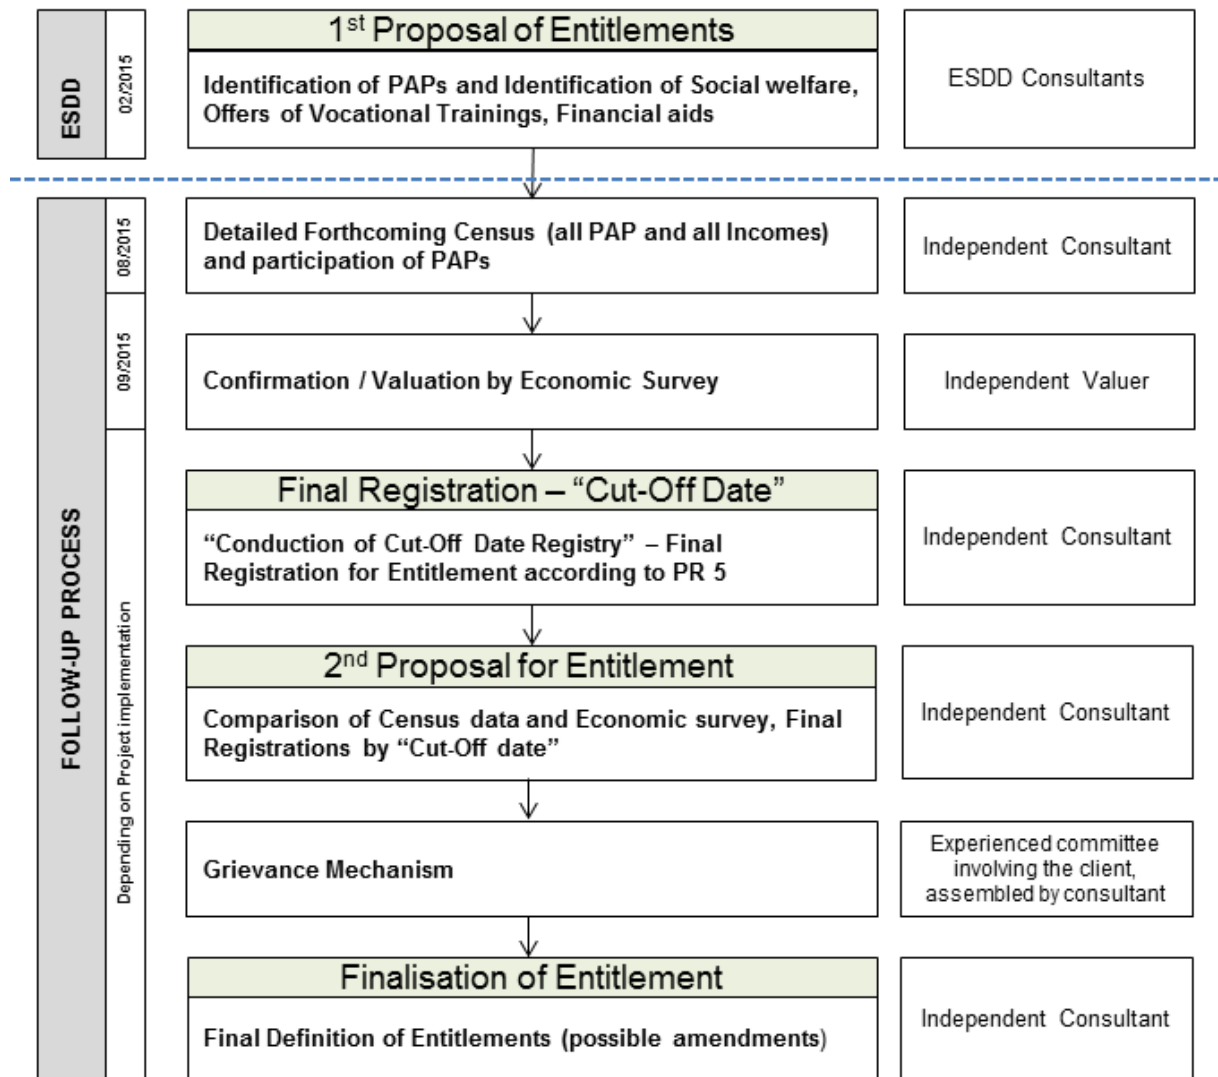 ESDD
02/2015
1st Proposal of Entitlements
Identification of PAPs and Identification of Social welfare,
Offers of Vocational Trainings, Financial aids
ESDD Consultants
FOLLOW-UP PROCESS
08/2015
Detailed Forthcoming Census (all PAP and all Incomes)
and participation of PAPs
Independent Consultant
09/2015
Confirmation / Valuation by Economic Survey
Independent Valuer
Depending on Project implementation
Final Registration – “Cut-Off Date”
“Conduction of Cut-Off Date Registry” – Final
Registration for Entitlement according to PR 5
Independent Consultant
2nd Proposal for Entitlement
Comparison of Census data and Economic survey, Final
Registrations by “Cut-Off date”
Independent Consultant
Grievance Mechanism
Experienced committee
involving the client,
assembled by consultant
Finalisation of Entitlement
Final Definition of Entitlements (possible amendments)
Independent Consultant